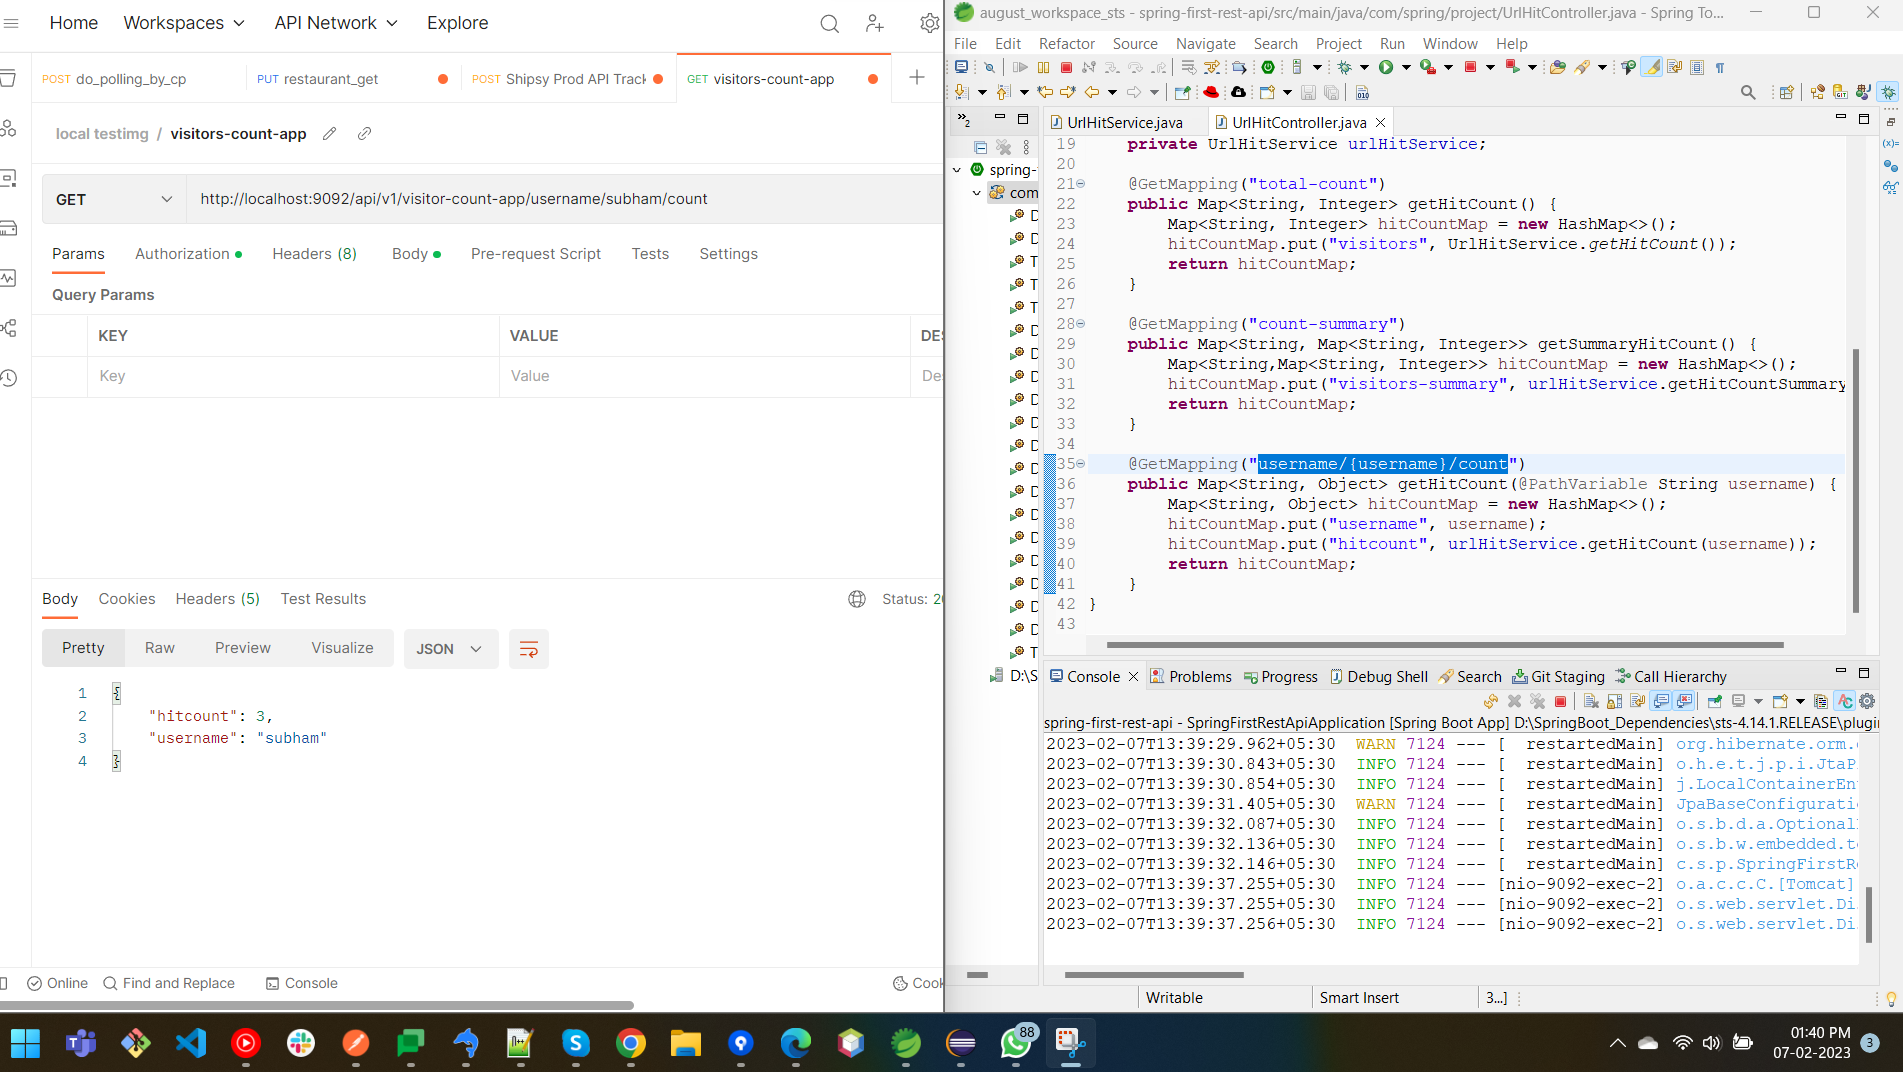 Home Workspaces API Network Explore
POST do_polling_by_cp PUT restaurant_get POST Shipsy Prod API Track GET visitors-count-app
local testimg / visitors-count-app
GET http://localhost:9092/api/v1/visitor-count-app/username/subham/count
Params Authorization Headers (8) Body Pre-request Script Tests Settings
Query Params
KEY VALUE DES
Key Value Des
Body Cookies Headers (5) Test Results Status: 20
Pretty Raw Preview Visualize JSON
1 {
2 "hitcount": 3,
3 "username": "subham"
4 }
Online Find and Replace Console Cook
august_workspace_sts - spring-first-rest-api/src/main/java/com/spring/project/UrlHitController.java - Spring To...
File Edit Refactor Source Navigate Search Project Run Window Help
UrlHitService.java UrlHitController.java
spring-
com
D
D
T
T
T
D
D
D
D
D
D
D
D
D
D
D
D
D
D
T
D:\S
19 private UrlHitService urlHitService;
20
21 @GetMapping("total-count")
22 public Map<String, Integer> getHitCount() {
23 Map<String, Integer> hitCountMap = new HashMap<>();
24 hitCountMap.put("visitors", UrlHitService.getHitCount());
25 return hitCountMap;
26 }
27
28 @GetMapping("count-summary")
29 public Map<String, Map<String, Integer>> getSummaryHitCount() {
30 Map<String,Map<String, Integer>> hitCountMap = new HashMap<>();
31 hitCountMap.put("visitors-summary", urlHitService.getHitCountSummary
32 return hitCountMap;
33 }
34
35 @GetMapping("username/{username}/count")
36 public Map<String, Object> getHitCount(@PathVariable String username) {
37 Map<String, Object> hitCountMap = new HashMap<>();
38 hitCountMap.put("username", username);
39 hitCountMap.put("hitcount", urlHitService.getHitCount(username));
40 return hitCountMap;
41 }
42 }
43
Console Problems Progress Debug Shell Search Git Staging Call Hierarchy
spring-first-rest-api - SpringFirstRestApiApplication [Spring Boot App] D:\SpringBoot_Dependencies\sts-4.14.1.RELEASE\plugin
2023-02-07T13:39:29.962+05:30 WARN 7124 --- [ restartedMain] org.hibernate.orm.
2023-02-07T13:39:30.843+05:30 INFO 7124 --- [ restartedMain] o.h.e.t.j.p.i.JtaP
2023-02-07T13:39:30.854+05:30 INFO 7124 --- [ restartedMain] j.LocalContainerEn
2023-02-07T13:39:31.405+05:30 WARN 7124 --- [ restartedMain] JpaBaseConfigurati
2023-02-07T13:39:32.087+05:30 INFO 7124 --- [ restartedMain] o.s.b.d.a.Optional
2023-02-07T13:39:32.136+05:30 INFO 7124 --- [ restartedMain] o.s.b.w.embedded.t
2023-02-07T13:39:32.146+05:30 INFO 7124 --- [ restartedMain] c.s.p.SpringFirstR
2023-02-07T13:39:37.255+05:30 INFO 7124 --- [nio-9092-exec-2] o.a.c.c.C.[Tomcat]
2023-02-07T13:39:37.255+05:30 INFO 7124 --- [nio-9092-exec-2] o.s.web.servlet.Di
2023-02-07T13:39:37.256+05:30 INFO 7124 --- [nio-9092-exec-2] o.s.web.servlet.Di
Writable Smart Insert 3...]
88
01:40 PM
07-02-2023 3